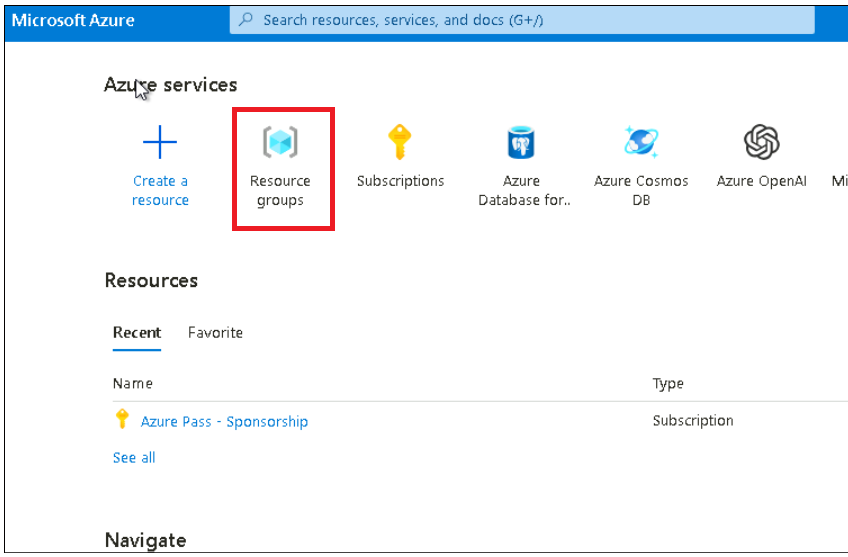 Microsoft Azure
Search resources, services, and docs (G+/)
Azure services
Create a
resource
Resource
groups
Subscriptions
Azure
Database for..
Azure Cosmos
DB
Azure OpenAI
Mi
Resources
Recent Favorite
Name Type
Azure Pass - Sponsorship Subscription
See all
Navigate